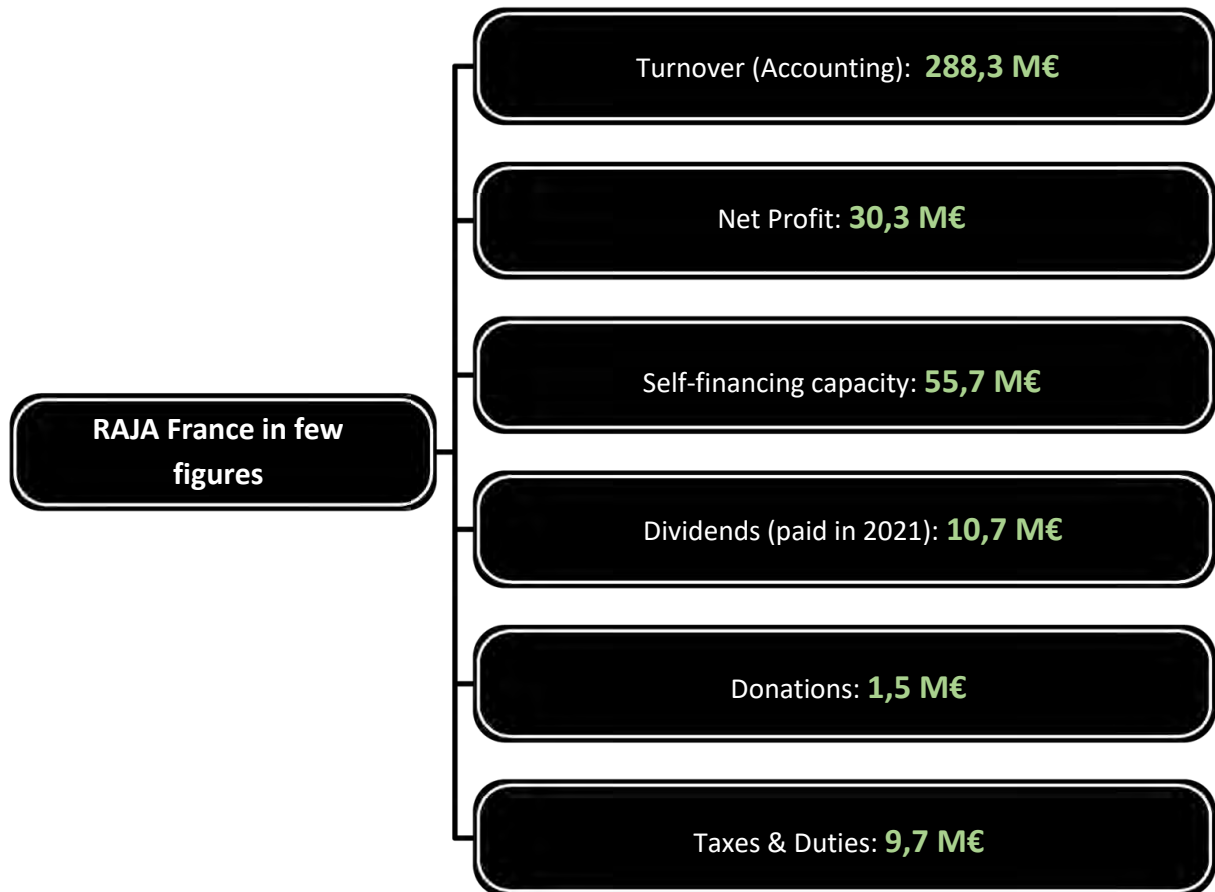 Turnover (Accounting): 288,3 M€
Net Profit: 30,3 M€
Self-financing capacity: 55,7 M€
RAJA France in few
figures
Dividends (paid in 2021): 10,7 M€
Donations: 1,5 M€
Taxes & Duties: 9,7 M€